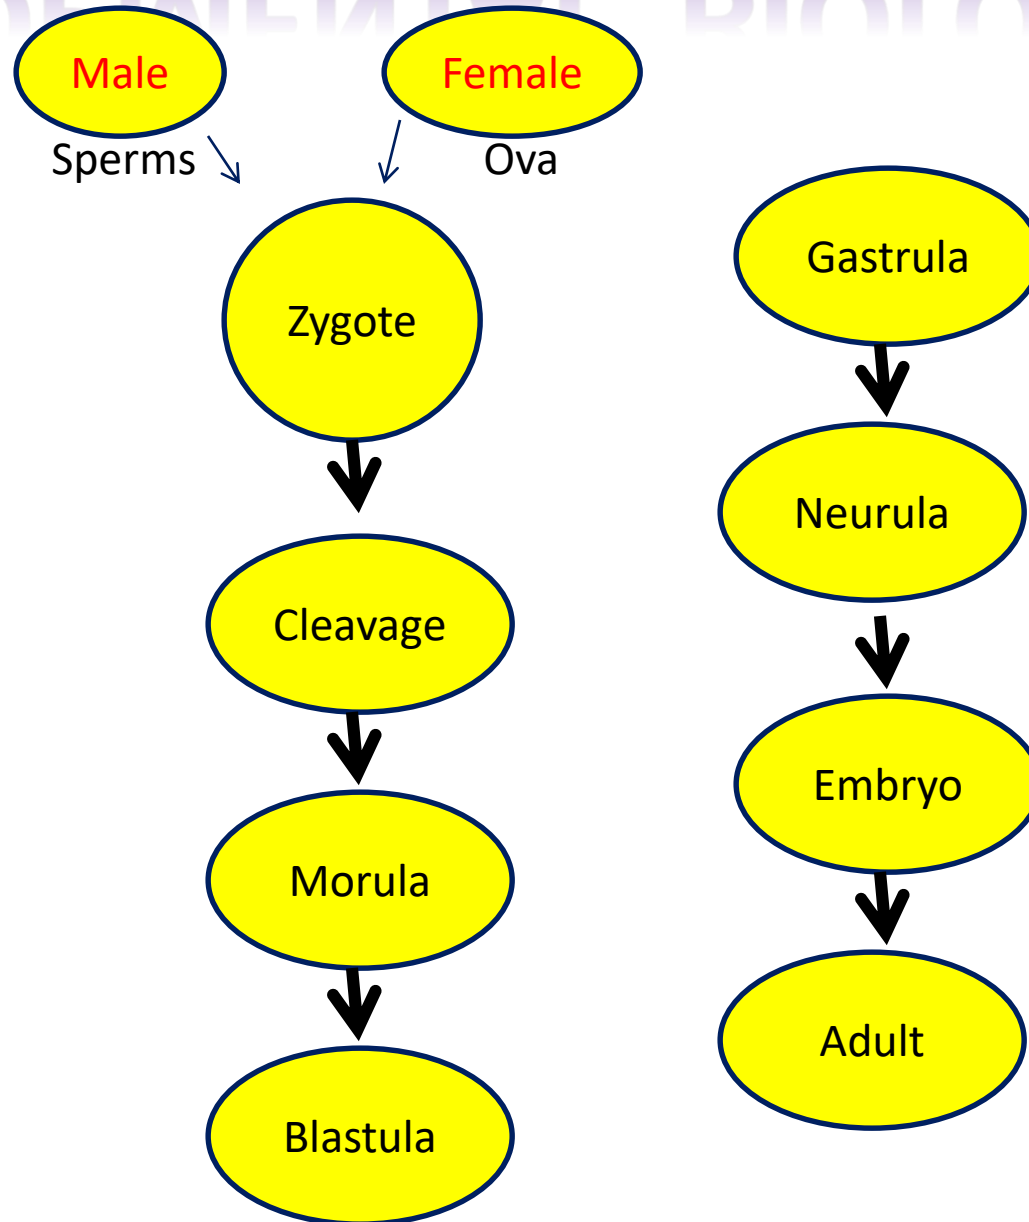 Male
Female
Sperms
Ova
Zygote
Cleavage
Morula
Blastula
Gastrula
Neurula
Embryo
Adult